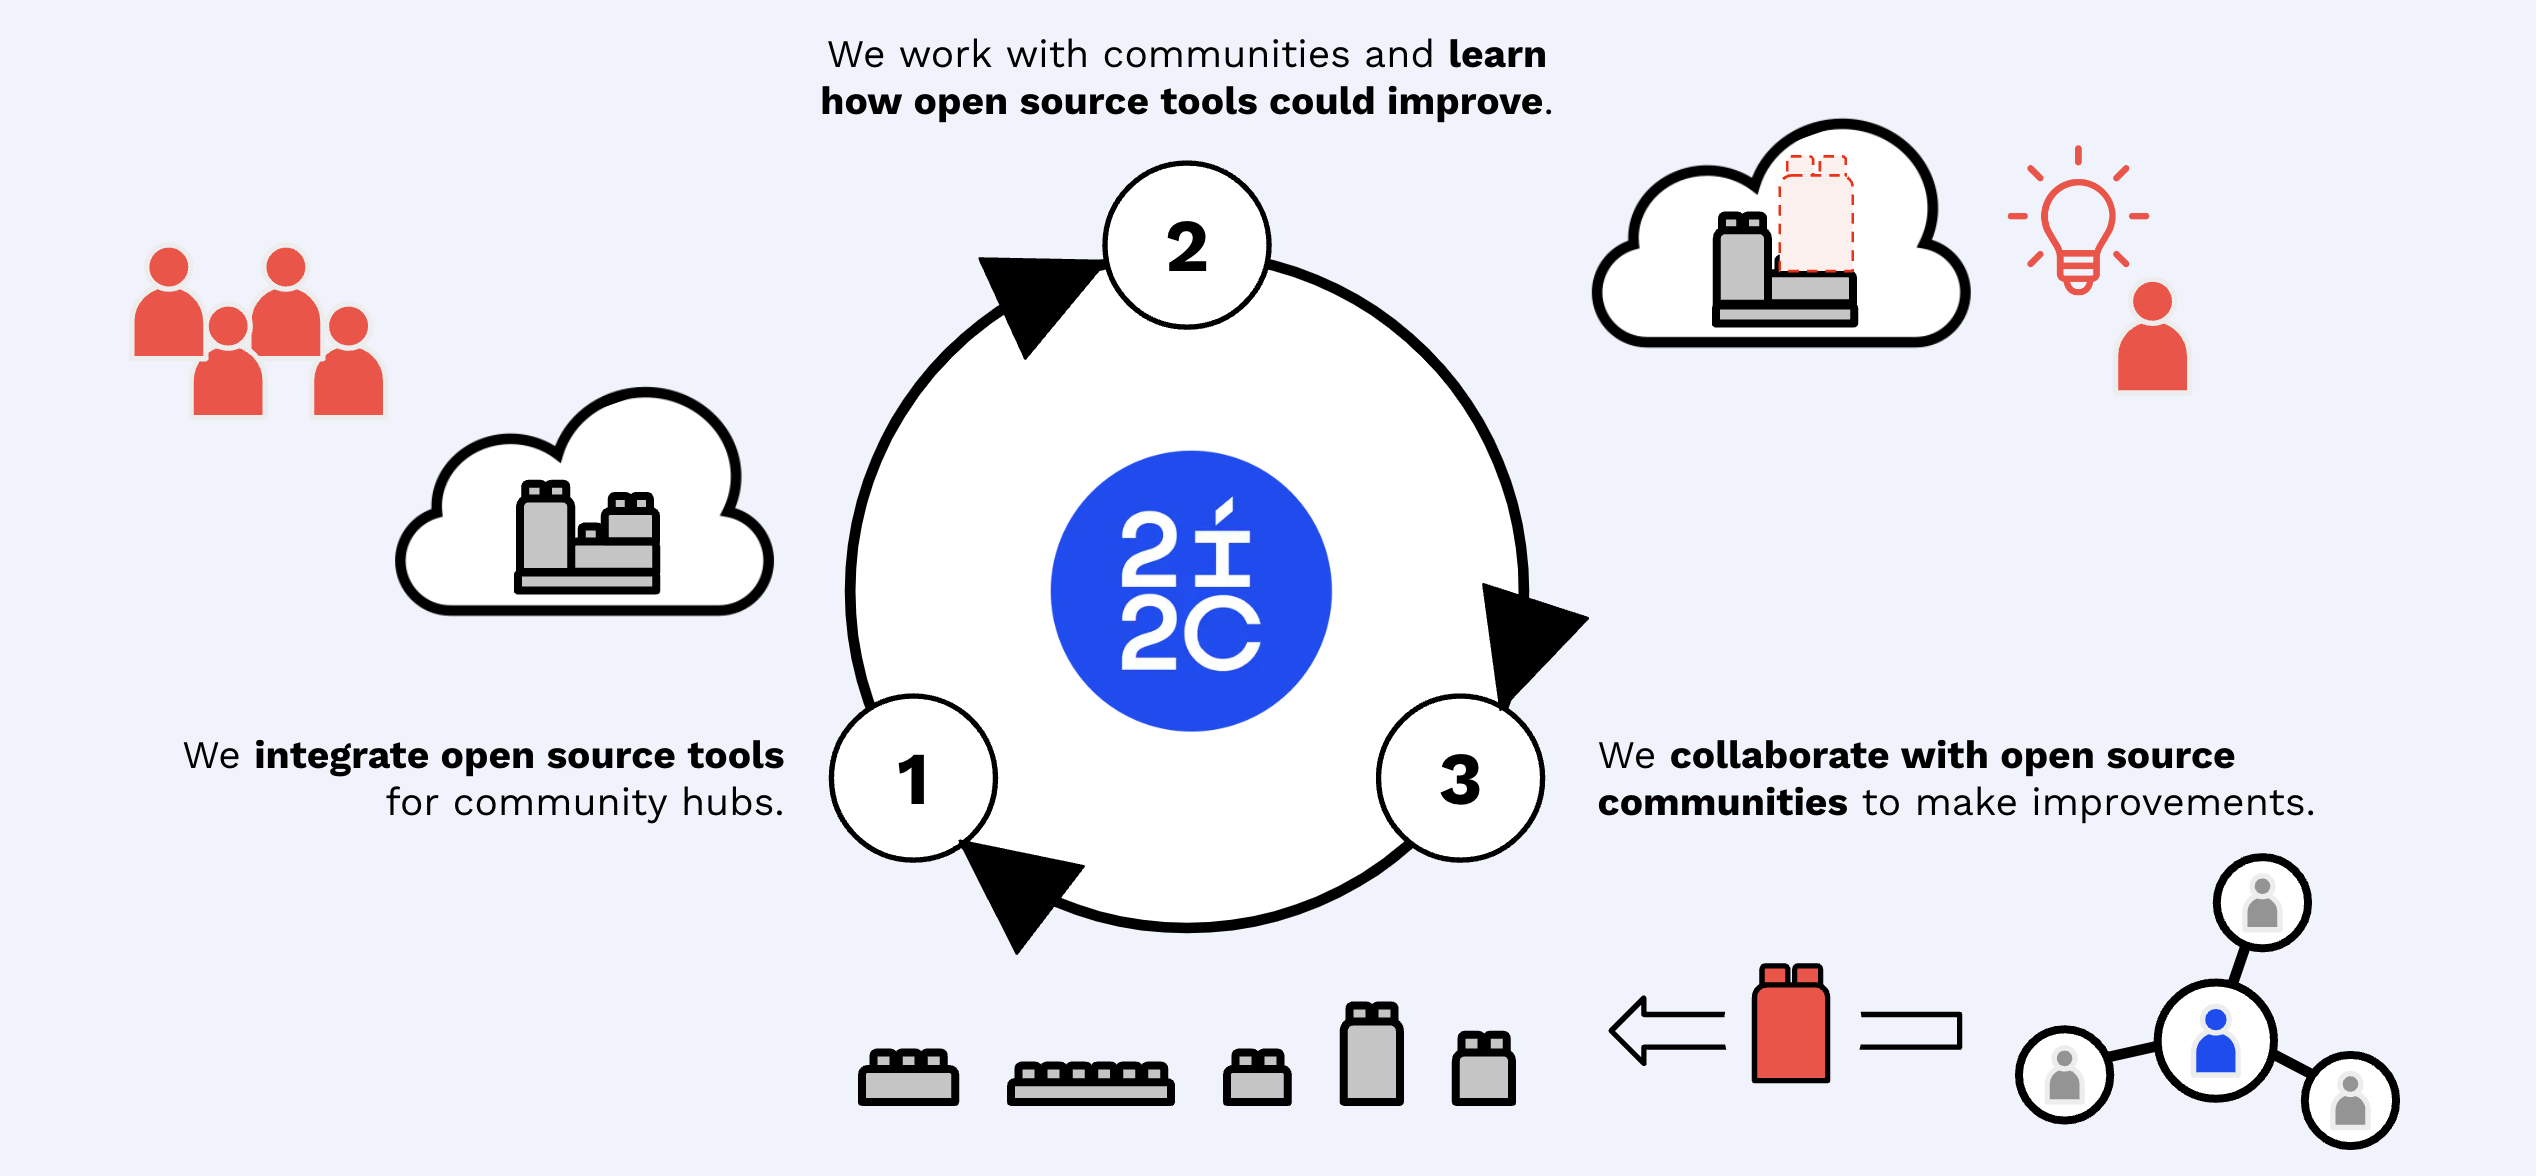 We work with communities and learn
how open source tools could improve.
2
2í
2C
1
We integrate open source tools
for community hubs.
3
We collaborate with open source
communities to make improvements.